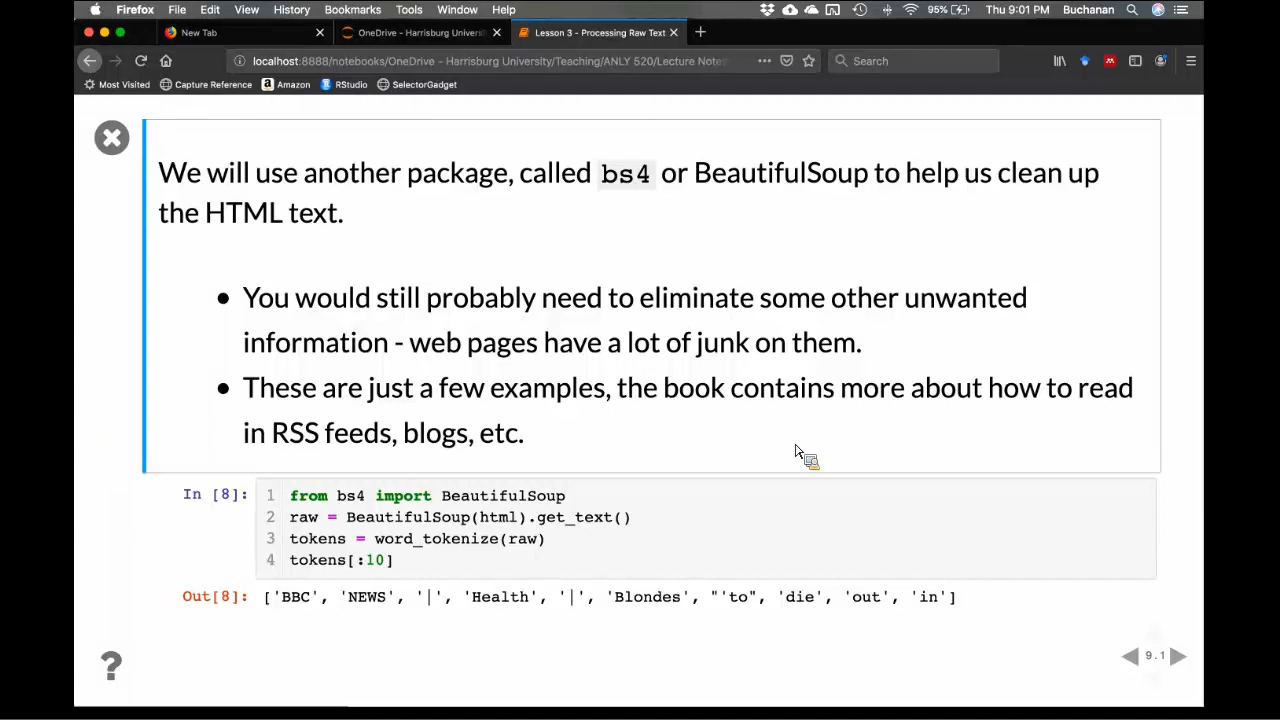 Firefox File Edit View History Bookmarks Tools Window Help 95% Thu 9:01 PM Buchanan
New Tab OneDrive - Harrisburg Universi Lesson 3 - Processing Raw Text
localhost:8888/notebooks/OneDrive - Harrisburg University/Teaching/ANLY 520/Lecture Note Search
Most Visited Capture Reference Amazon RStudio SelectorGadget
We will use another package, called bs4 or BeautifulSoup to help us clean up
the HTML text.
• You would still probably need to eliminate some other unwanted
information - web pages have a lot of junk on them.
• These are just a few examples, the book contains more about how to read
in RSS feeds, blogs, etc.
In [8]: 1 from bs4 import BeautifulSoup
2 raw = BeautifulSoup(html).get_text()
3 tokens = word_tokenize(raw)
4 tokens[:10]
Out[8]: ['BBC', 'NEWS', '|', 'Health', '|', 'Blondes', "'to", 'die', 'out', 'in']
?
9.1